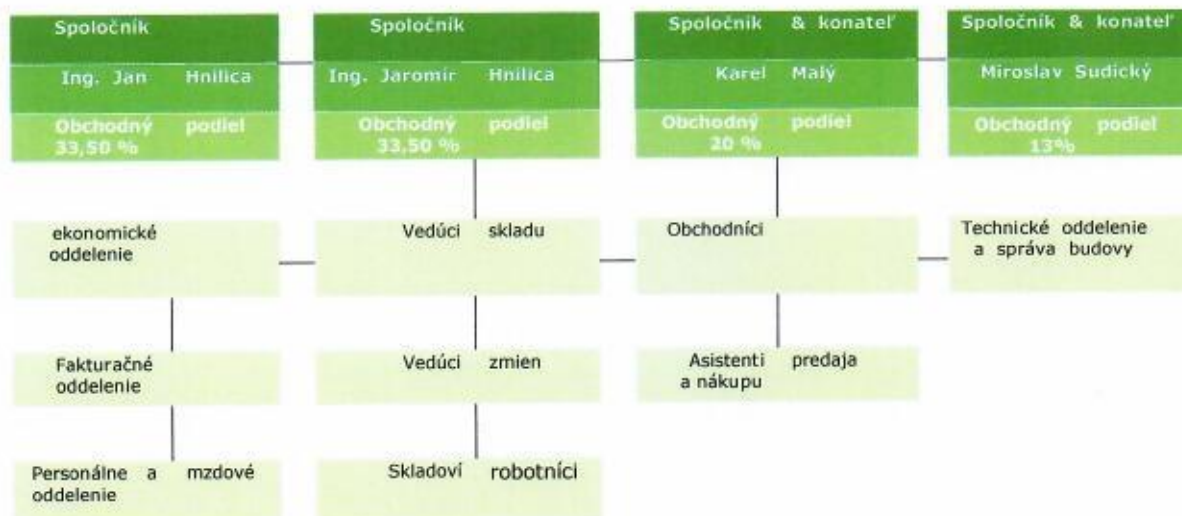 Spoločník
Ing. Jan Hnilica
Obchodný podiel
33,50 %
Spoločník
Ing. Jaromír Hnilica
Obchodný podiel
33,50 %
Spoločník & konateľ
Karel Malý
Obchodný podiel
20 %
Spoločník & konateľ
Miroslav Sudický
Obchodný podiel
13%
ekonomické
oddelenie
Vedúci skladu
Obchodníci
Technické oddelenie
a správa budovy
Fakturačné
oddelenie
Vedúci zmien
Asistenti predaja
a nákupu
Personálne a mzdové
oddelenie
Skladoví robotníci